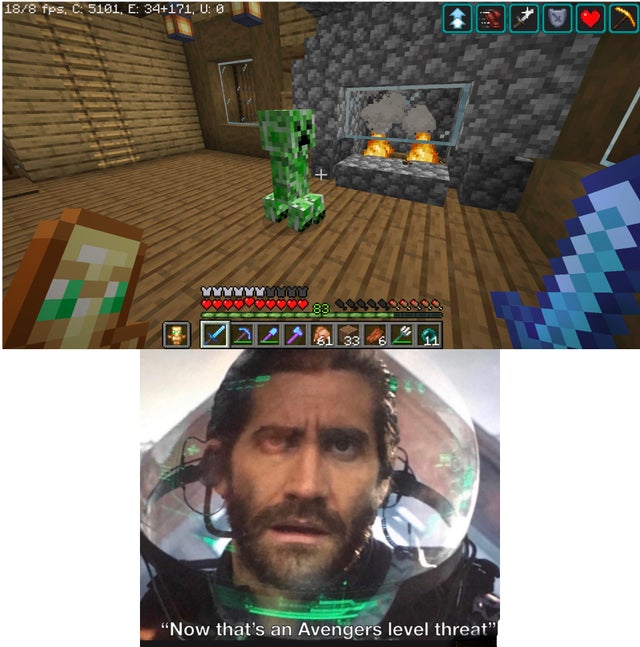 18/8 fps, C: 5101, E: 34+171, U: 0
83
61 33 6 11
“Now that's an Avengers level threat”